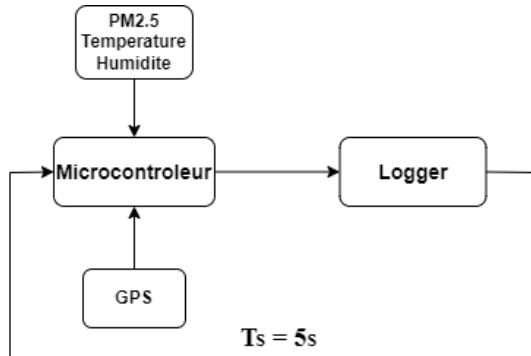 PM2.5
Temperature
Humidite
Microcontroleur
Logger
GPS
Ts = 5s